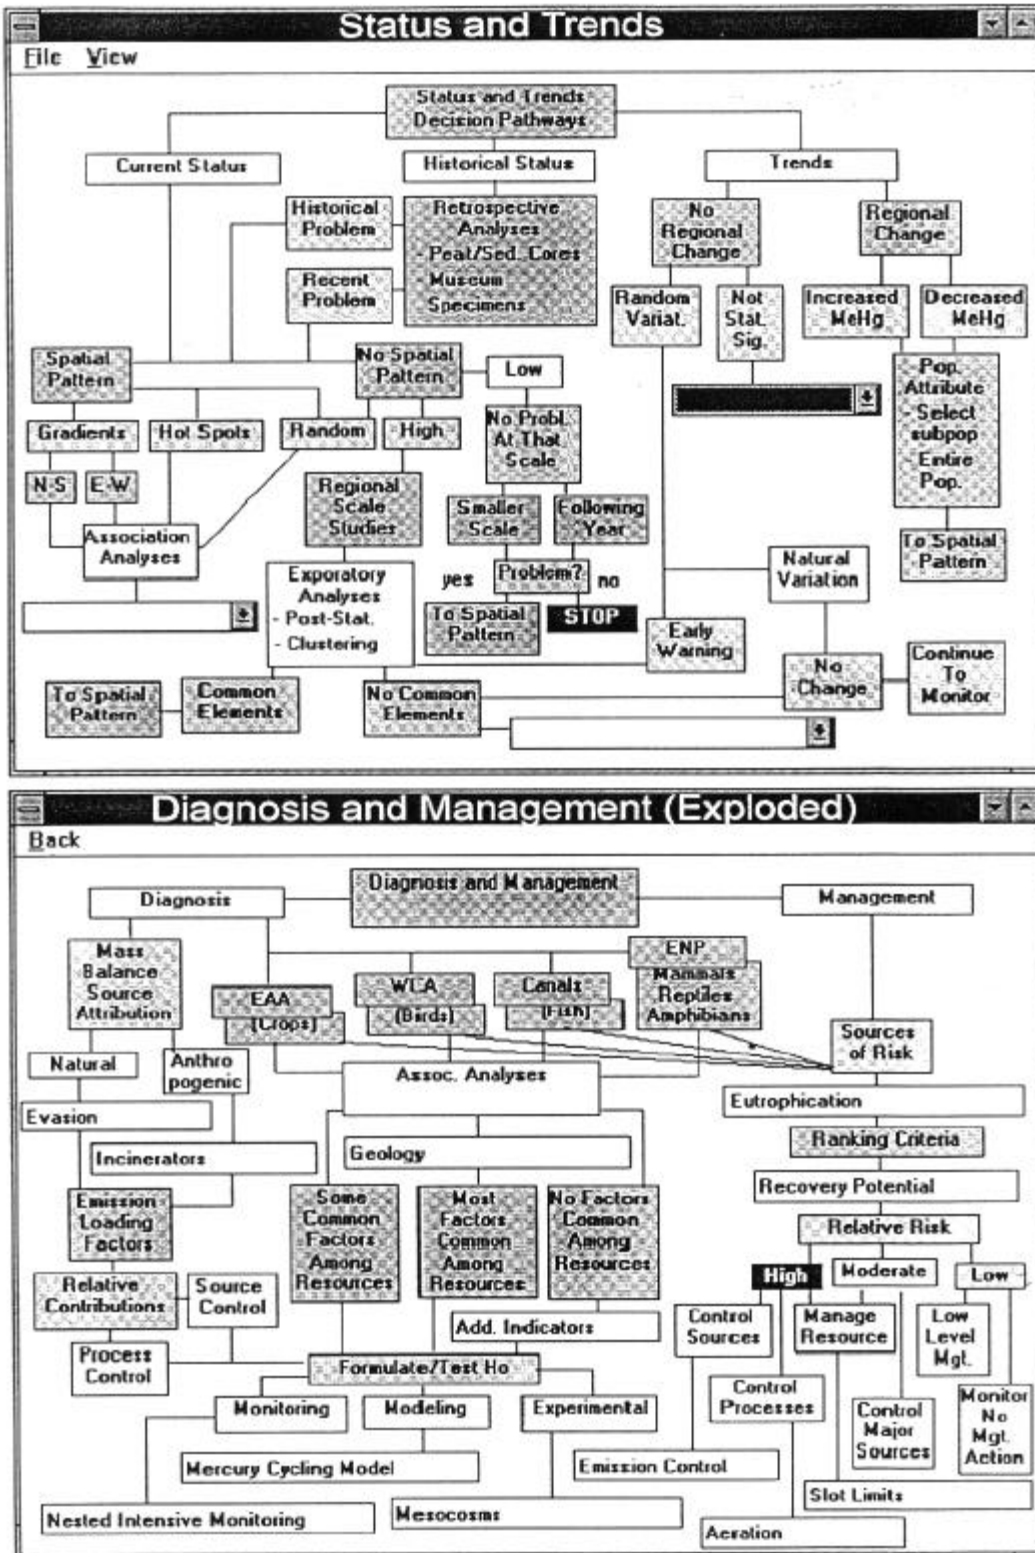 Status and Trends
File View
Status and Trends
Decision Pathways
Current Status
Historical Status
Trends
Historical
Problem
Retrospective
Analyses
- Peat/Sed. Cores
- Museum
Specimens
No
Regional
Change
Regional
Change
Recent
Problem
Random
Variat.
Not
Stat.
Sig.
Increased
MeHg
Decreased
MeHg
Spatial
Pattern
No Spatial
Pattern
Low
Pop.
Attribute
- Select
subpop
- Entire
Pop.
Gradients
Hot Spots
Random
High
No Probl.
At That
Scale
N-S
E-W
Regional
Scale
Studies
Smaller
Scale
Following
Year
Association
Analyses
To Spatial
Pattern
Natural
Variation
Exporatory
Analyses
- Post-Stat.
- Clustering
yes
Problem?
no
To Spatial
Pattern
STOP
Early
Warning
No
Change
Continue
To
Monitor
To Spatial
Pattern
Common
Elements
No Common
Elements
Diagnosis and Management (Exploded)
Back
Diagnosis and Management
Diagnosis
Management
Mass
Balance
Source
Attribution
EAA
(Crops)
WCA
(Birds)
Canals
(Fish)
ENP
Mammals
Reptiles
Amphibians
Sources
of Risk
Natural
Anthro
pogenic
Assoc. Analyses
Evasion
Eutrophication
Incinerators
Geology
Ranking Criteria
Emission
Loading
Factors
Some
Common
Factors
Among
Resources
Most
Factors
Common
Among
Resources
No Factors
Common
Among
Resources
Recovery Potential
Relative Risk
Relative
Contributions
Source
Control
High
Moderate
Low
Add. Indicators
Control
Sources
Manage
Resource
Low
Level
Mgt.
Process
Control
Formulate/Test Ho
Control
Processes
Monitoring
Modeling
Experimental
Control
Major
Sources
Monitor
No
Mgt.
Action
Mercury Cycling Model
Emission Control
Slot Limits
Nested Intensive Monitoring
Mesocosms
Aeration